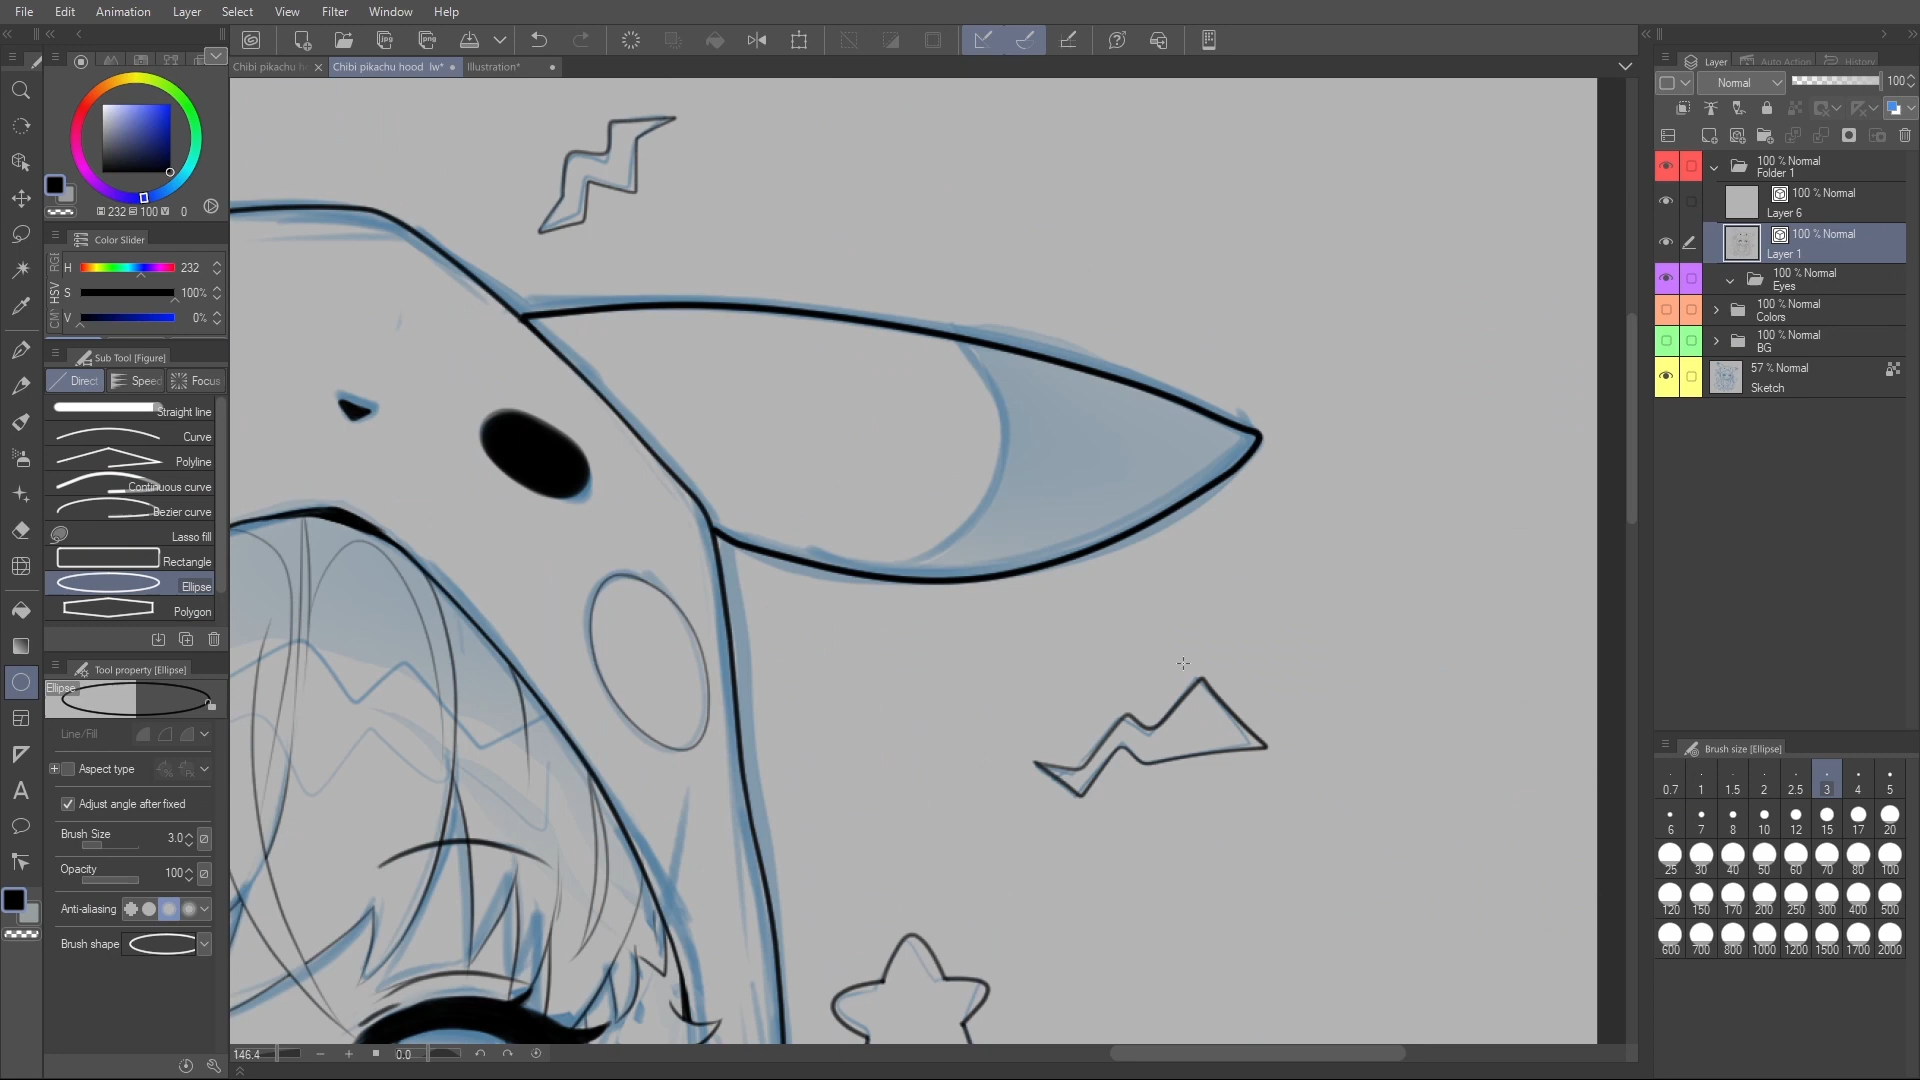 File Edit Animation Layer Select View Filter Window Help
Chibi pikachu h
Chibi pikachu hood lw*
Illustration*
232 100 0
Color Slider
RGB
HSV
H 232
S 100%
V 0%
Sub Tool [Figure]
Direct Speed Focus
Straight line
Curve
Polyline
Continuous curve
Bezier curve
Lasso fill
Rectangle
Ellipse
Polygon
Tool property [Ellipse]
Ellipse
Line/Fill
Aspect type
Adjust angle after fixed
Brush Size 3.0
Opacity 100
Anti-aliasing
Brush shape
146.4 0.0
Layer Auto Action History
Normal 100
100 % Normal
Folder 1
100 % Normal
Layer 6
100 % Normal
Layer 1
100 % Normal
Eyes
100 % Normal
Colors
100 % Normal
BG
57 % Normal
Sketch
Brush size [Ellipse]
0.7 1 1.5 2 2.5 3 4 5
6 7 8 10 12 15 17 20
25 30 40 50 60 70 80 100
120 150 170 200 250 300 400 500
600 700 800 1000 1200 1500 1700 2000